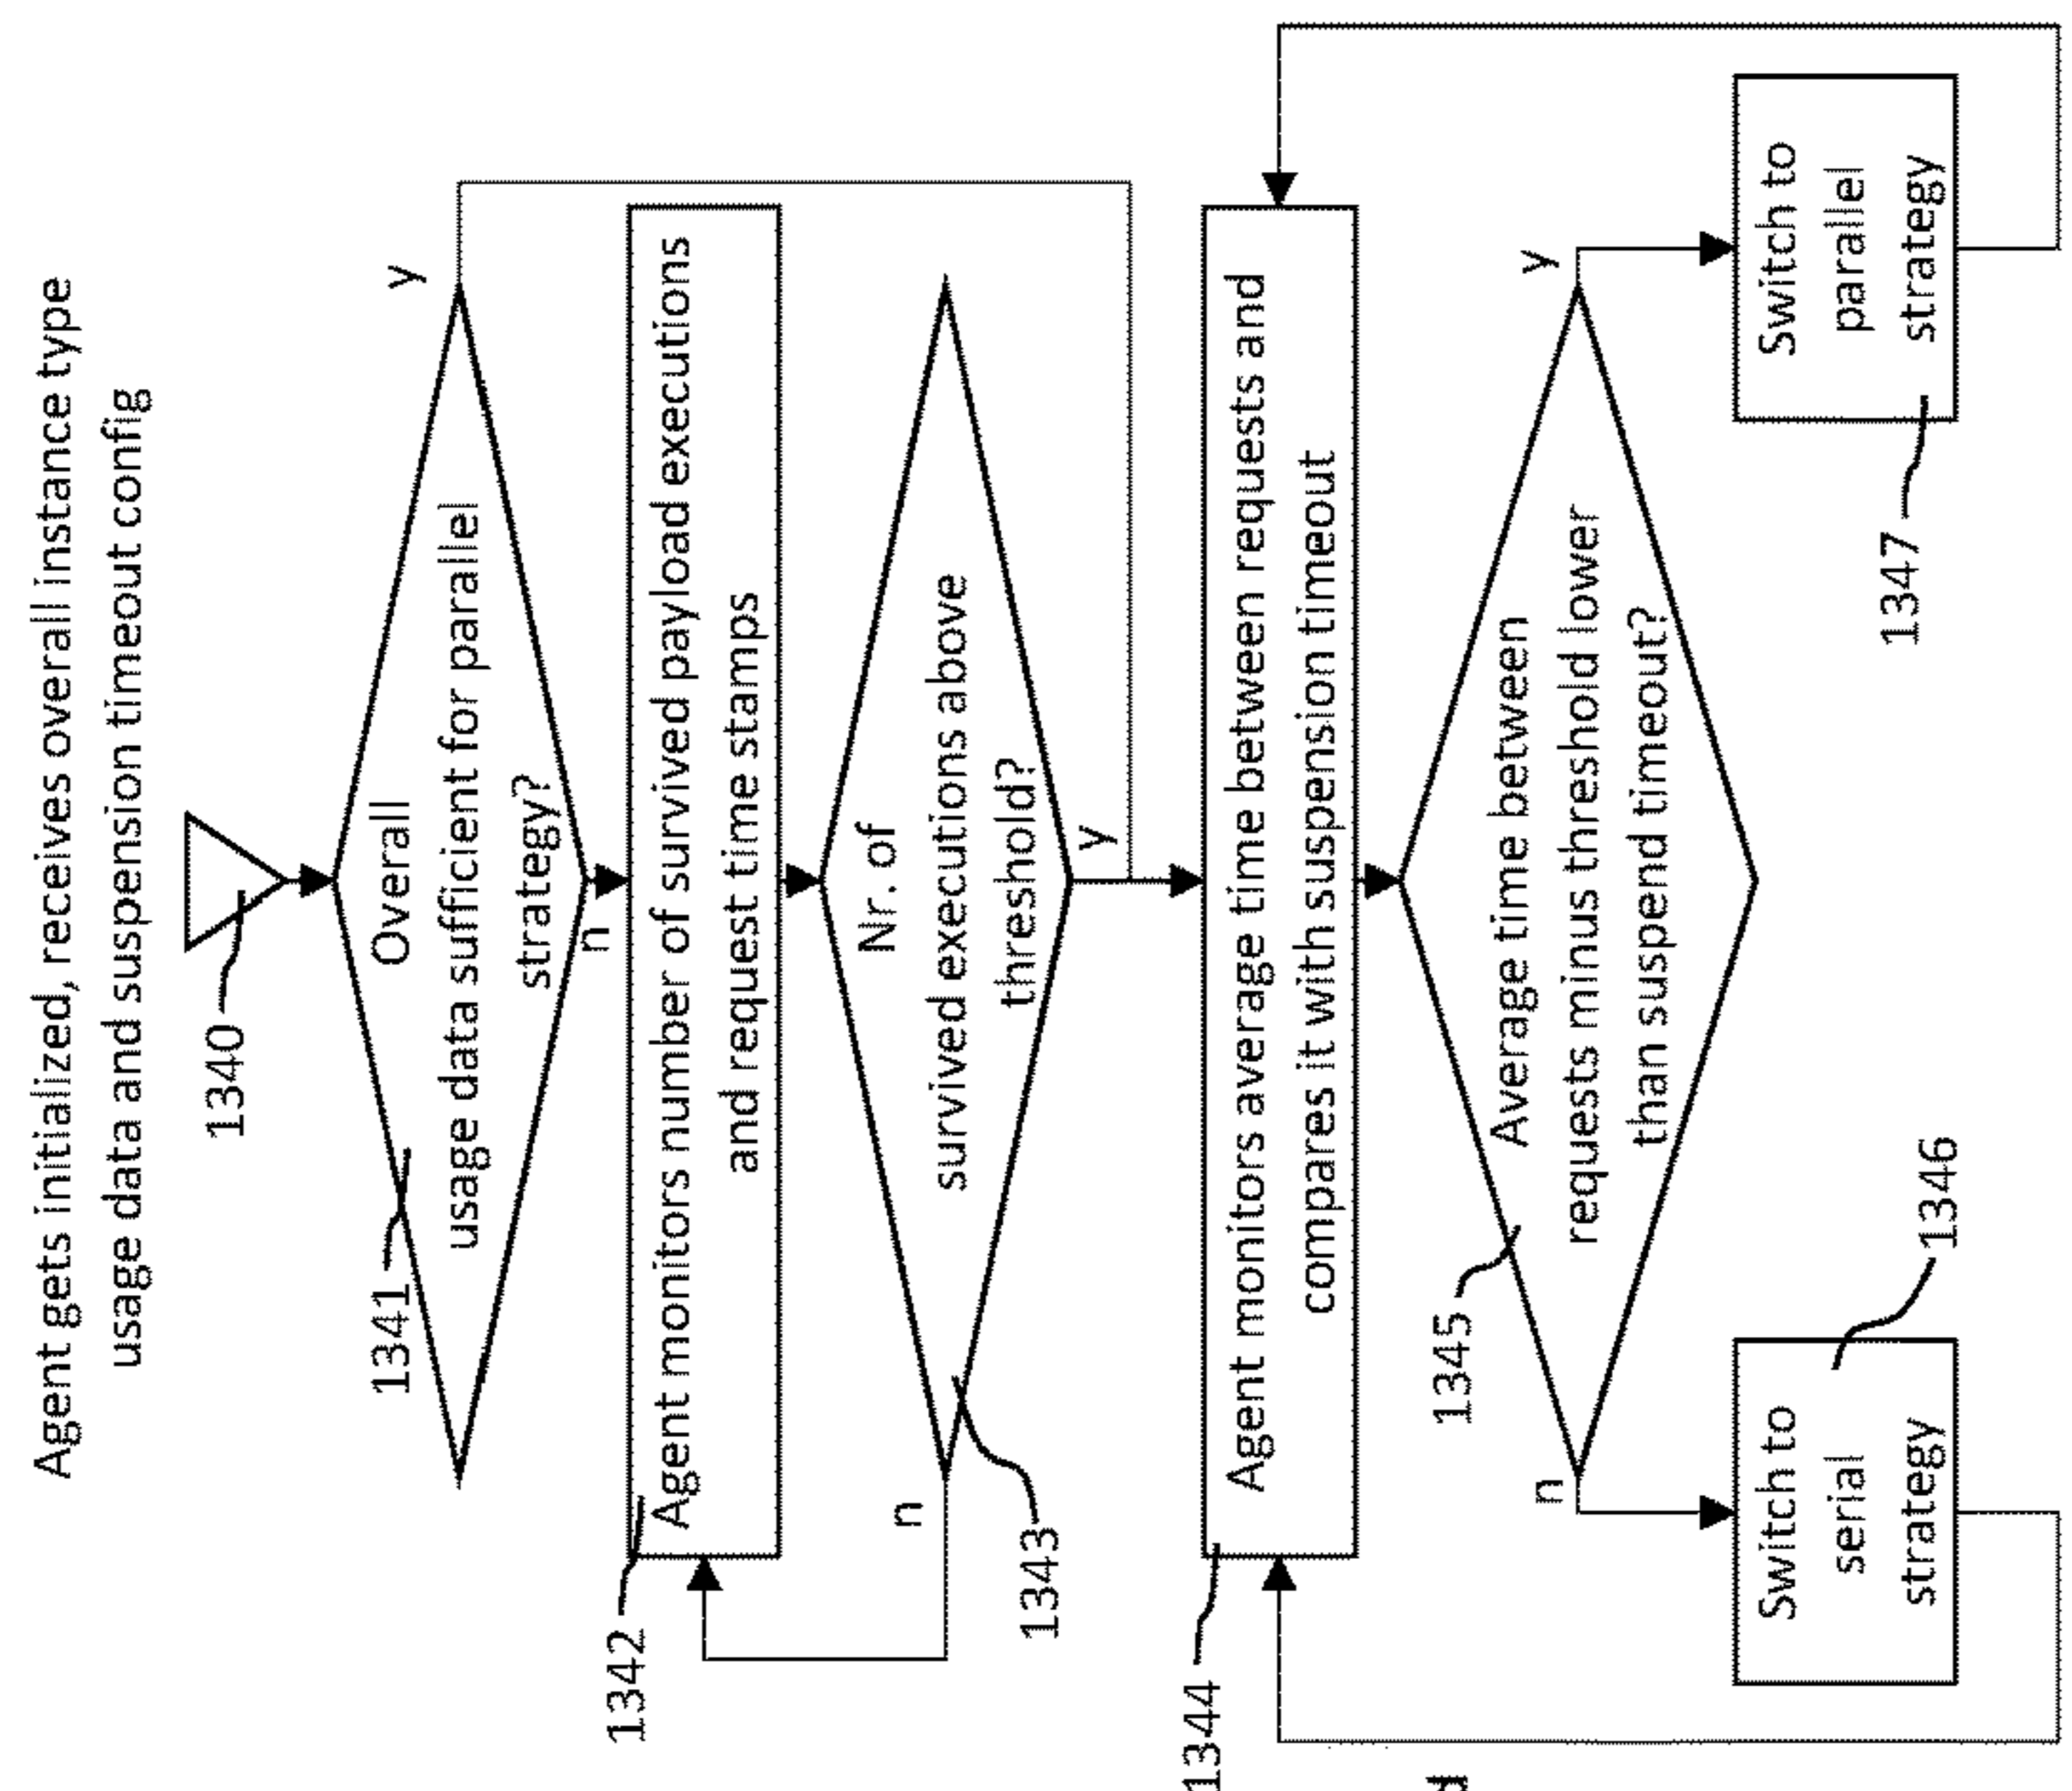 Agent gets initialized, receives overall instance type
usage data and suspension timeout config
1340
1341
Overall
usage data sufficient for parallel
strategy?
y
n
1342
Agent monitors number of survived payload executions
and request time stamps
Nr. of
survived executions above
threshold?
n
1343
y
1344
Agent monitors average time between requests and
compares it with suspension timeout
1345
Average time between
requests minus threshold lower
than suspend timeout?
n
y
1346
Switch to
serial
strategy
1347
Switch to
parallel
strategy
d